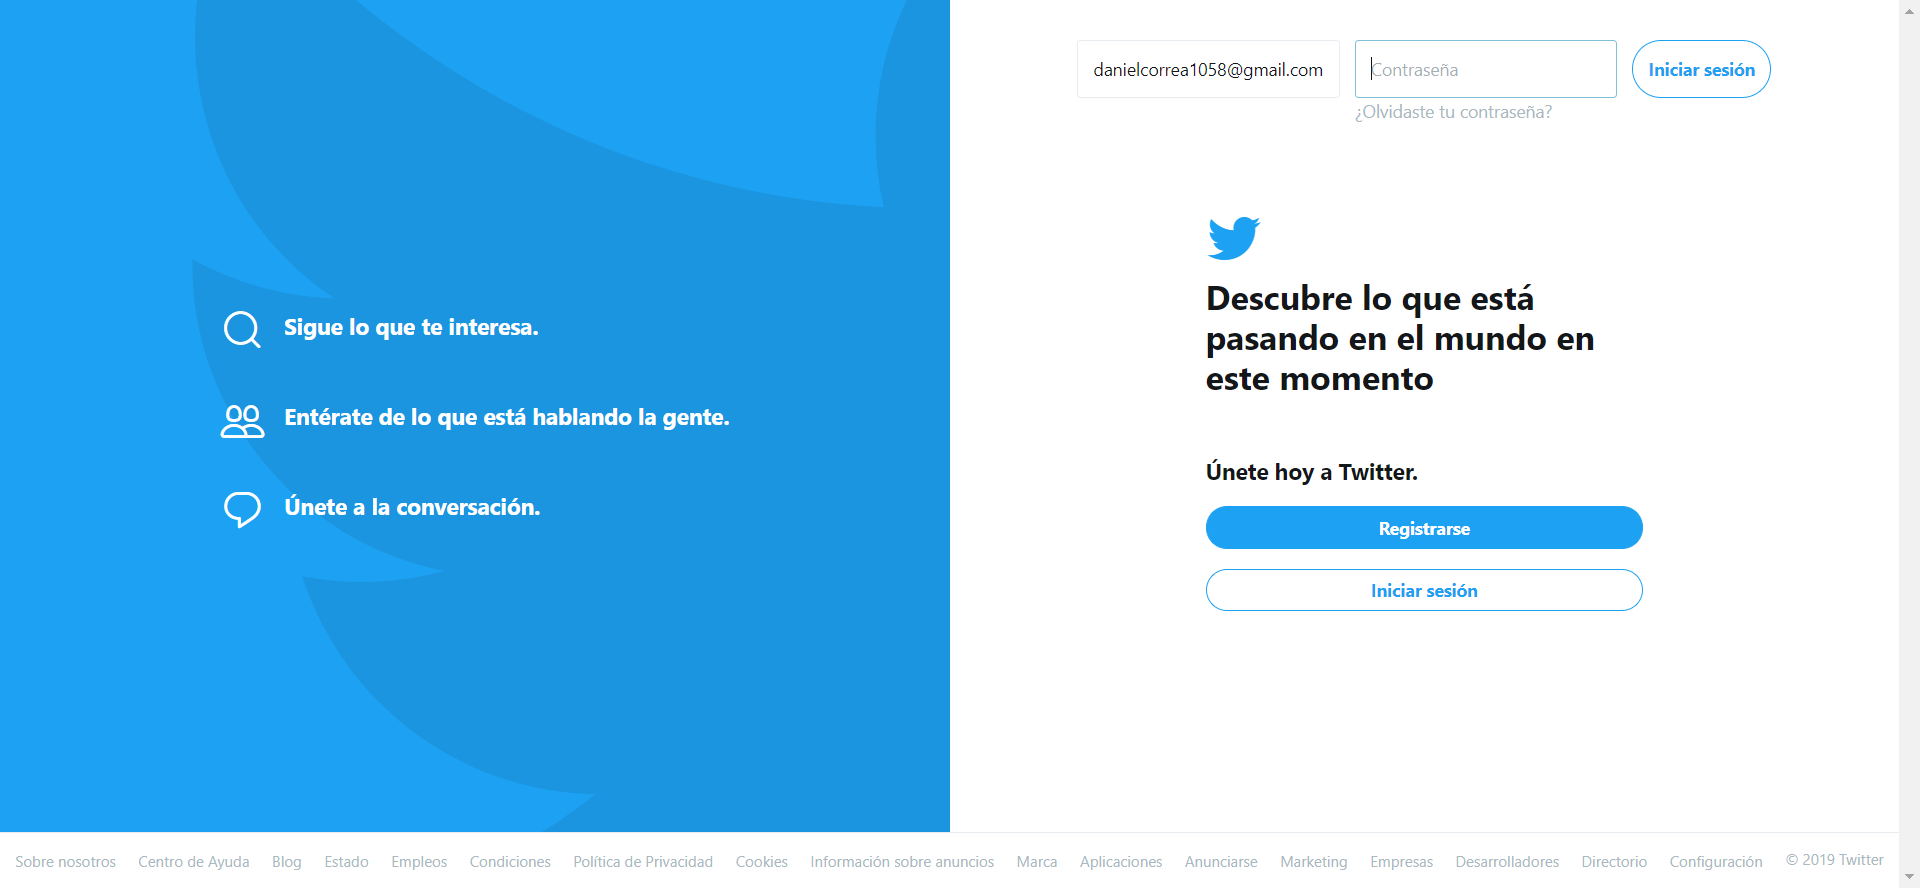 danielcorrea1058@gmail.com
Contraseña
Iniciar sesión
¿Olvidaste tu contraseña?
Sigue lo que te interesa.
Entérate de lo que está hablando la gente.
Únete a la conversación.
Descubre lo que está
pasando en el mundo en
este momento
Únete hoy a Twitter.
Registrarse
Iniciar sesión
Sobre nosotros Centro de Ayuda Blog Estado Empleos Condiciones Política de Privacidad Cookies Información sobre anuncios Marca Aplicaciones Anunciarse Marketing Empresas Desarrolladores Directorio Configuración © 2019 Twitter